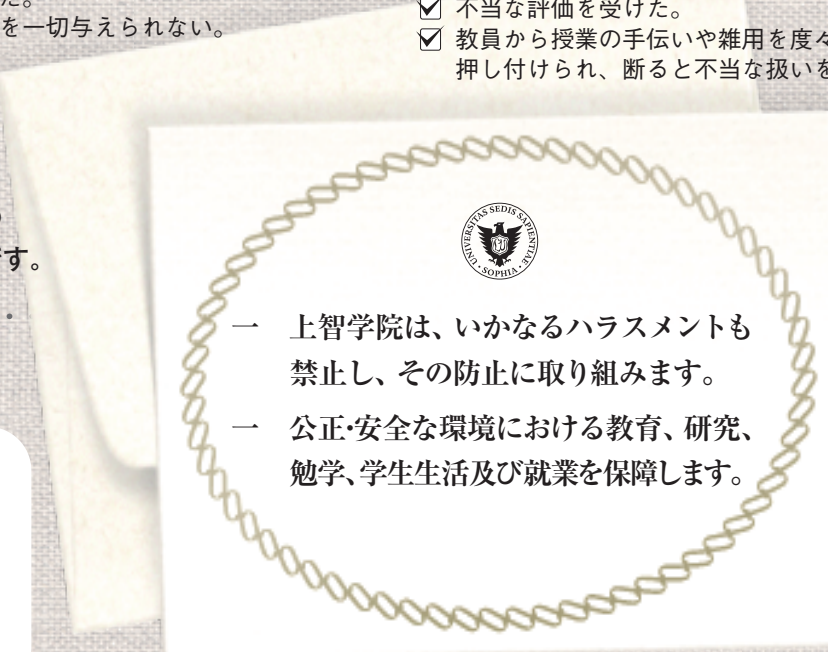 た。
を一切与えられない。
不当な評価を受けた。
教員から授業の手伝いや雑用を度々
押し付けられ、断ると不当な扱いを
す。
UNIVERSITAS SEDIS SAPIENTIAE
SOPHIA
一 上智学院は、いかなるハラスメントも
禁止し、その防止に取り組みます。
一 公正・安全な環境における教育、研究、
勉学、学生生活及び就業を保障します。